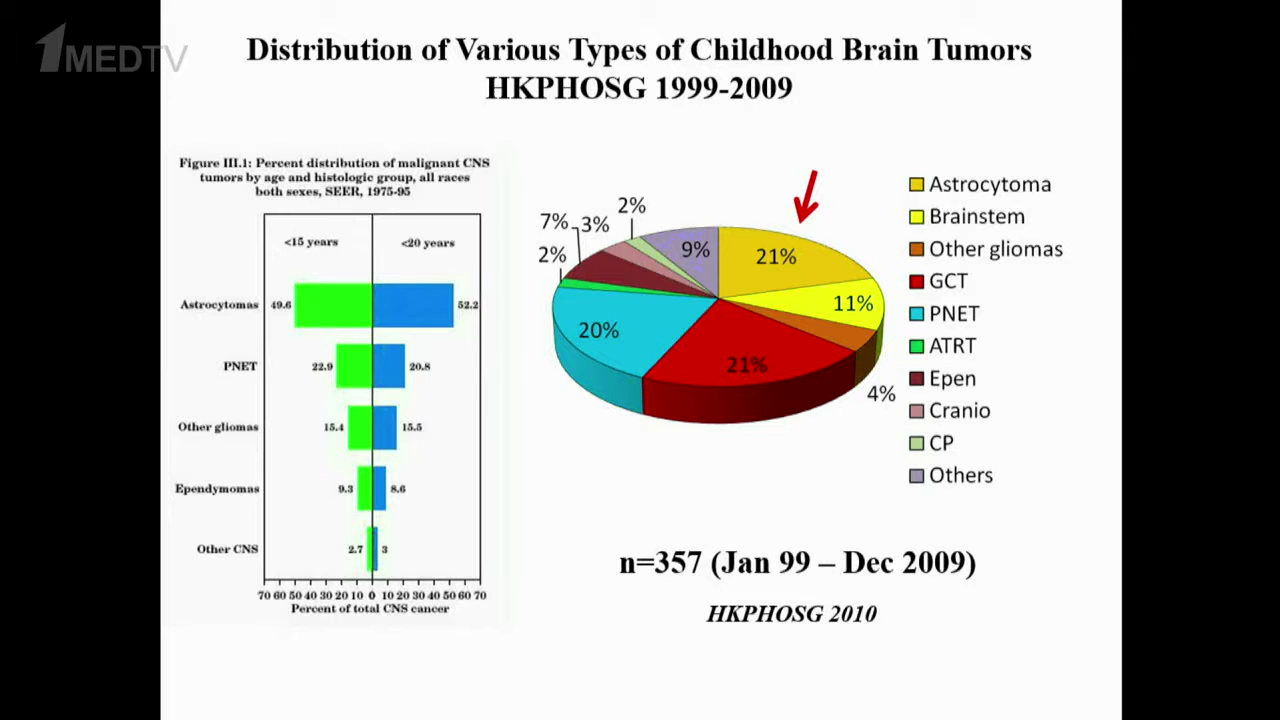 1MEDTV
Distribution of Various Types of Childhood Brain Tumors
HKPHOSG 1999-2009
Figure III.1: Percent distribution of malignant CNS
tumors by age and histologic group, all races
both sexes, SEER, 1975-95
<15 years <20 years
Astrocytomas 49.6 52.2
PNET 22.9 20.8
Other gliomas 15.4 15.5
Ependymomas 9.3 8.6
Other CNS 2.7 3
70 60 50 40 30 20 10 0 10 20 30 40 50 60 70
Percent of total CNS cancer
2%
7% 3%
2%
9%
21%
11%
20%
21%
4%
Astrocytoma
Brainstem
Other gliomas
GCT
PNET
ATRT
Epen
Cranio
CP
Others
n=357 (Jan 99 – Dec 2009)
HKPHOSG 2010